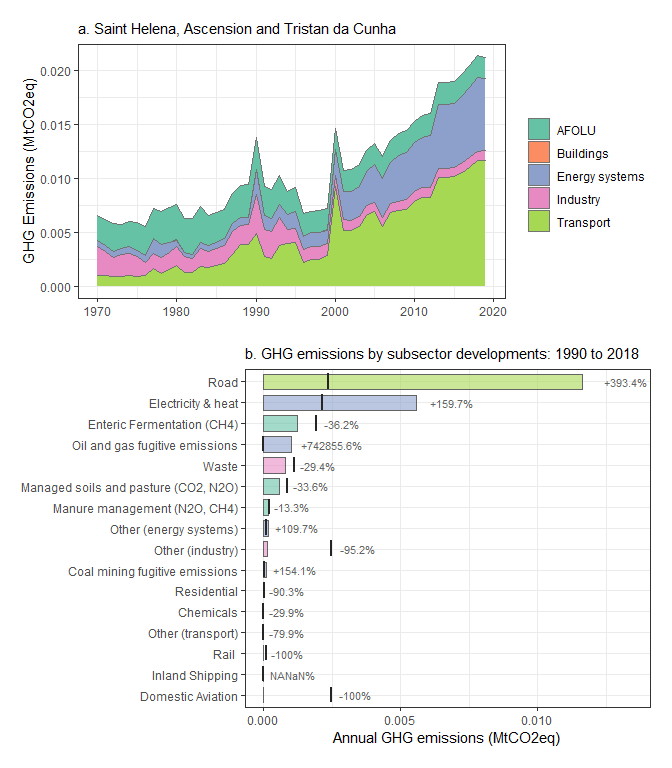 a. Saint Helena, Ascension and Tristan da Cunha
GHG Emissions (MtCO2eq)
0.020
0.015
0.010
0.005
0.000
1970
1980
1990
2000
2010
2020
AFOLU
Buildings
Energy systems
Industry
Transport
b. GHG emissions by subsector developments: 1990 to 2018
Road +393.4%
Electricity & heat +159.7%
Enteric Fermentation (CH4) -36.2%
Oil and gas fugitive emissions +742855.6%
Waste -29.4%
Managed soils and pasture (CO2, N2O) -33.6%
Manure management (N2O, CH4) -13.3%
Other (energy systems) +109.7%
Other (industry) -95.2%
Coal mining fugitive emissions +154.1%
Residential -90.3%
Chemicals -29.9%
Other (transport) -79.9%
Rail -100%
Inland Shipping NANaN%
Domestic Aviation -100%
0.000
0.005
0.010
Annual GHG emissions (MtCO2eq)